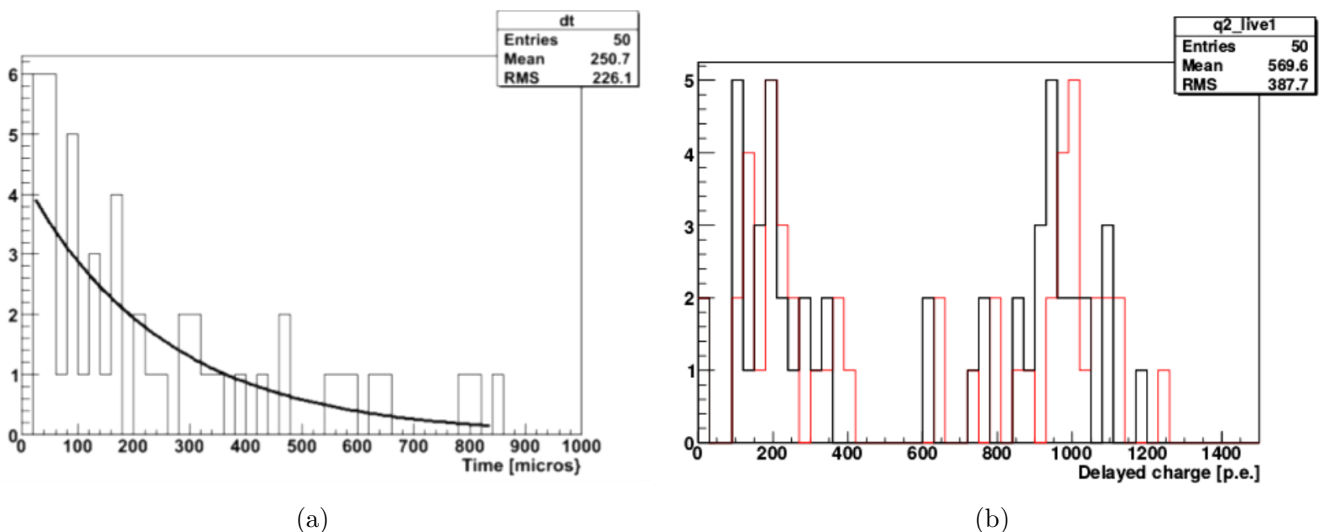 dt
Entries 50
Mean 250.7
RMS 226.1
6
5
4
3
2
1
0
0 100 200 300 400 500 600 700 800 900 1000
Time [micros}
(a)
q2_live1
Entries 50
Mean 569.6
RMS 387.7
5
4
3
2
1
0
0 200 400 600 800 1000 1200 1400
Delayed charge [p.e.]
(b)